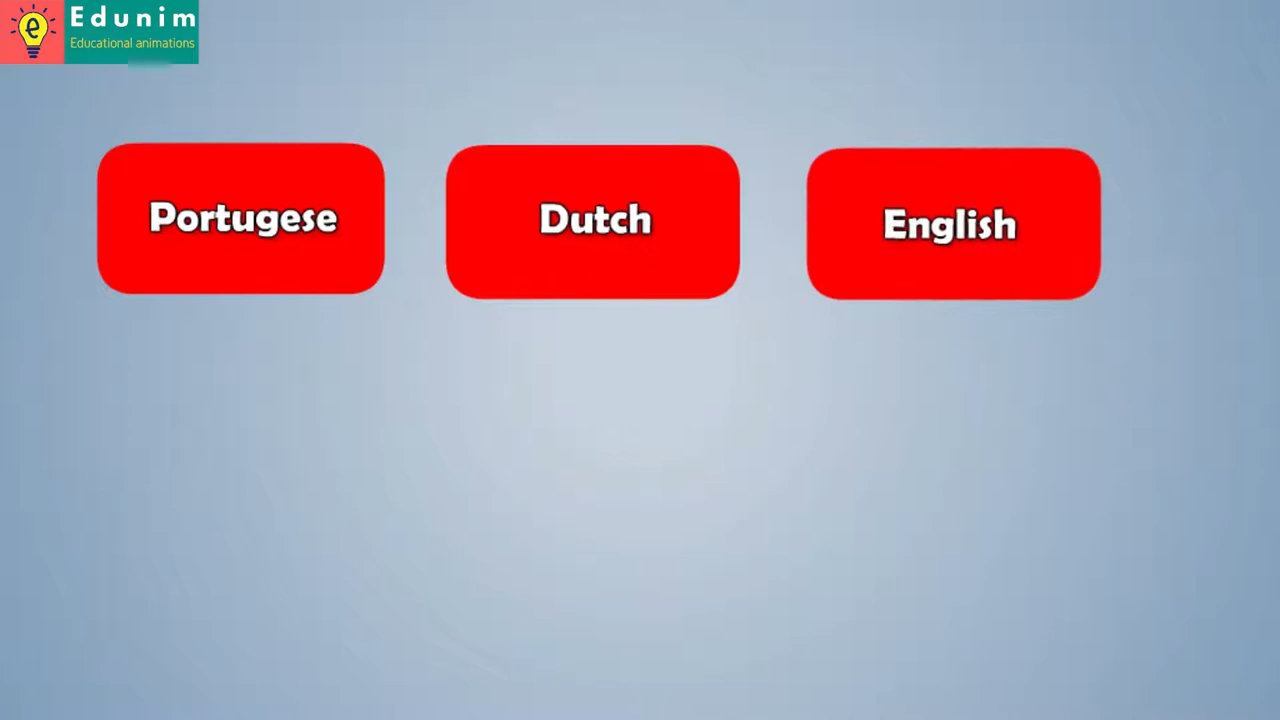 e
Edunim
Educational animations
Portugese
Dutch
English